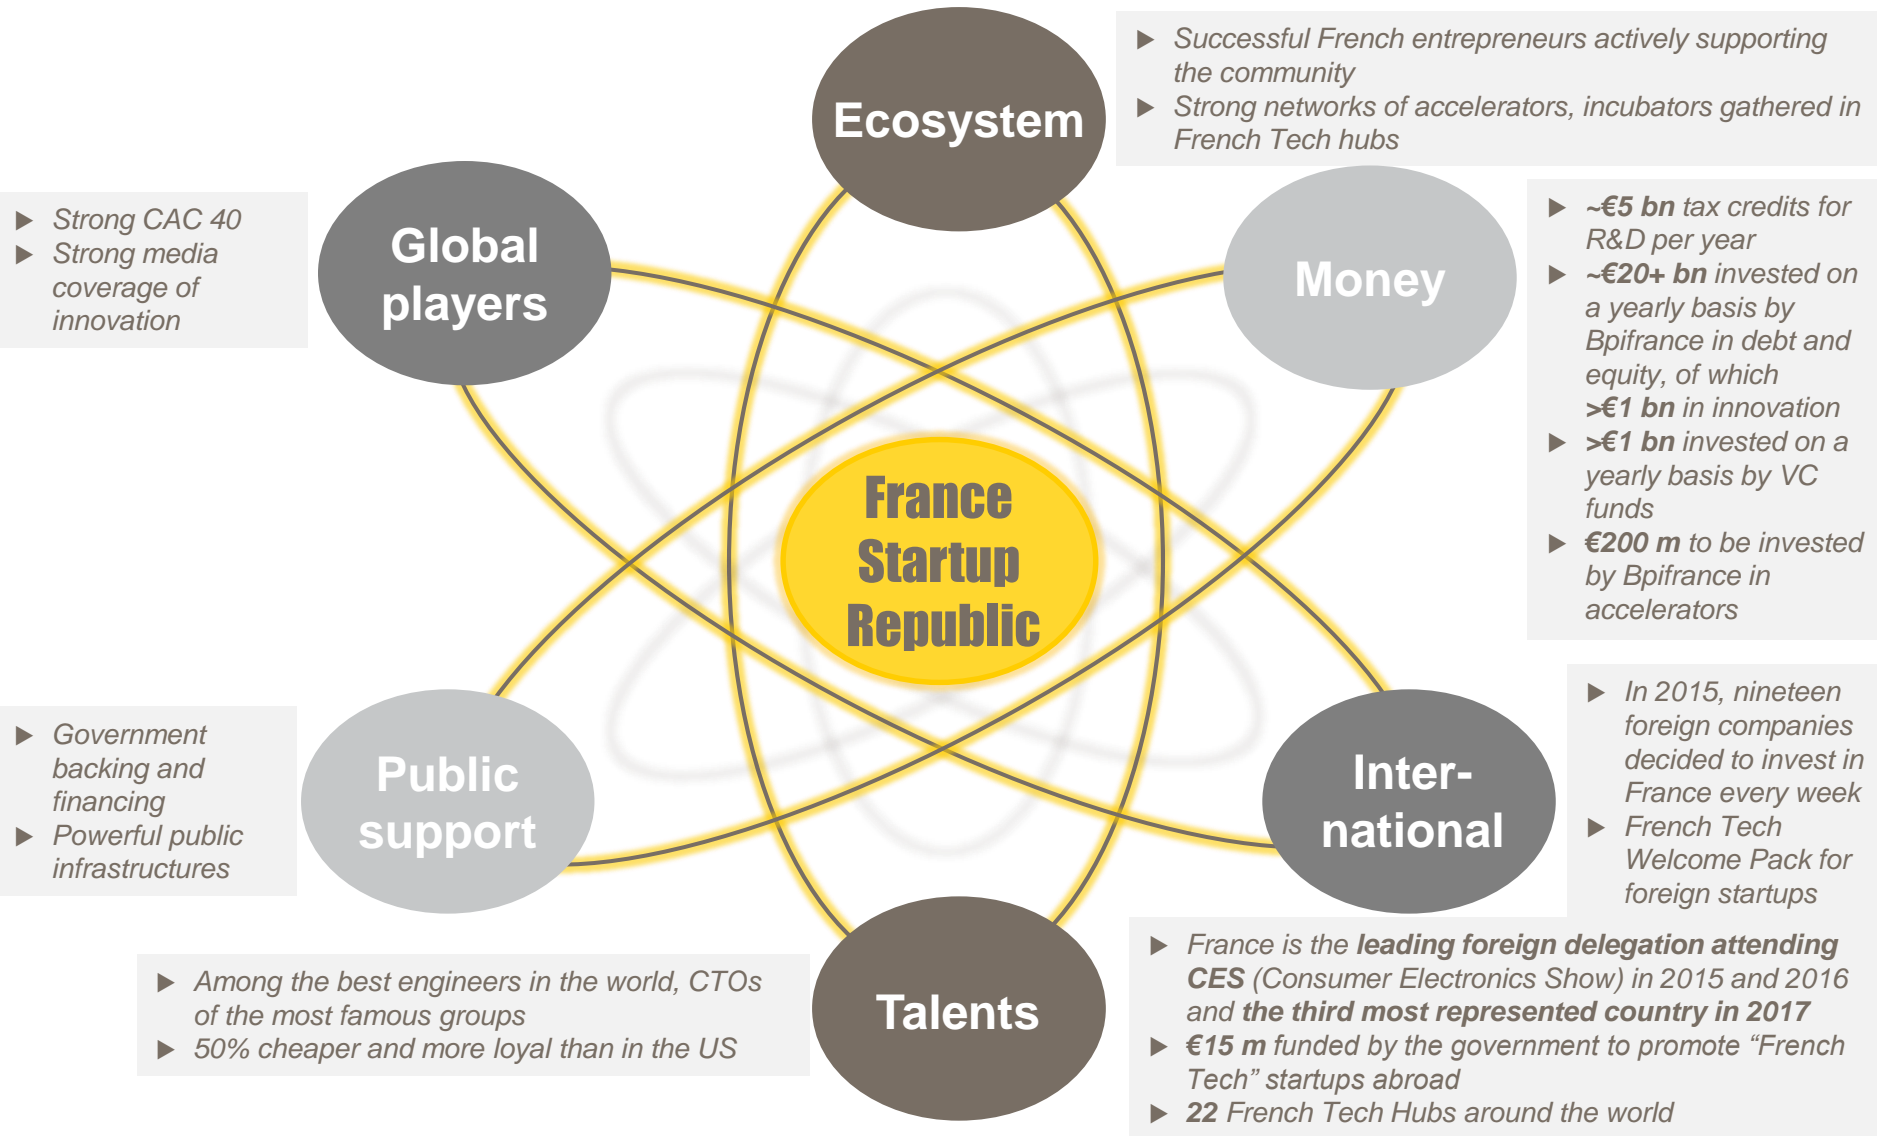 Ecosystem
► Successful French entrepreneurs actively supporting
the community
► Strong networks of accelerators, incubators gathered in
French Tech hubs
Global
players
► Strong CAC 40
► Strong media
coverage of
innovation
Money
► ~€5 bn tax credits for
R&D per year
► ~€20+ bn invested on
a yearly basis by
Bpifrance in debt and
equity, of which
>€1 bn in innovation
► >€1 bn invested on a
yearly basis by VC
funds
► €200 m to be invested
by Bpifrance in
accelerators
France
Startup
Republic
Public
support
► Government
backing and
financing
► Powerful public
infrastructures
Inter-
national
► In 2015, nineteen
foreign companies
decided to invest in
France every week
► French Tech
Welcome Pack for
foreign startups
► France is the leading foreign delegation attending
CES (Consumer Electronics Show) in 2015 and 2016
and the third most represented country in 2017
► €15 m funded by the government to promote “French
Tech” startups abroad
► 22 French Tech Hubs around the world
Talents
► Among the best engineers in the world, CTOs
of the most famous groups
► 50% cheaper and more loyal than in the US